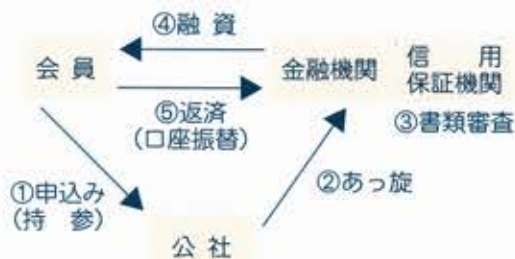 ④融 資
会 員
金融機関
信 用
保証機関
⑤返済
(口座振替)
③書類審査
①申込み
(持 参)
②あっ旋
公 社